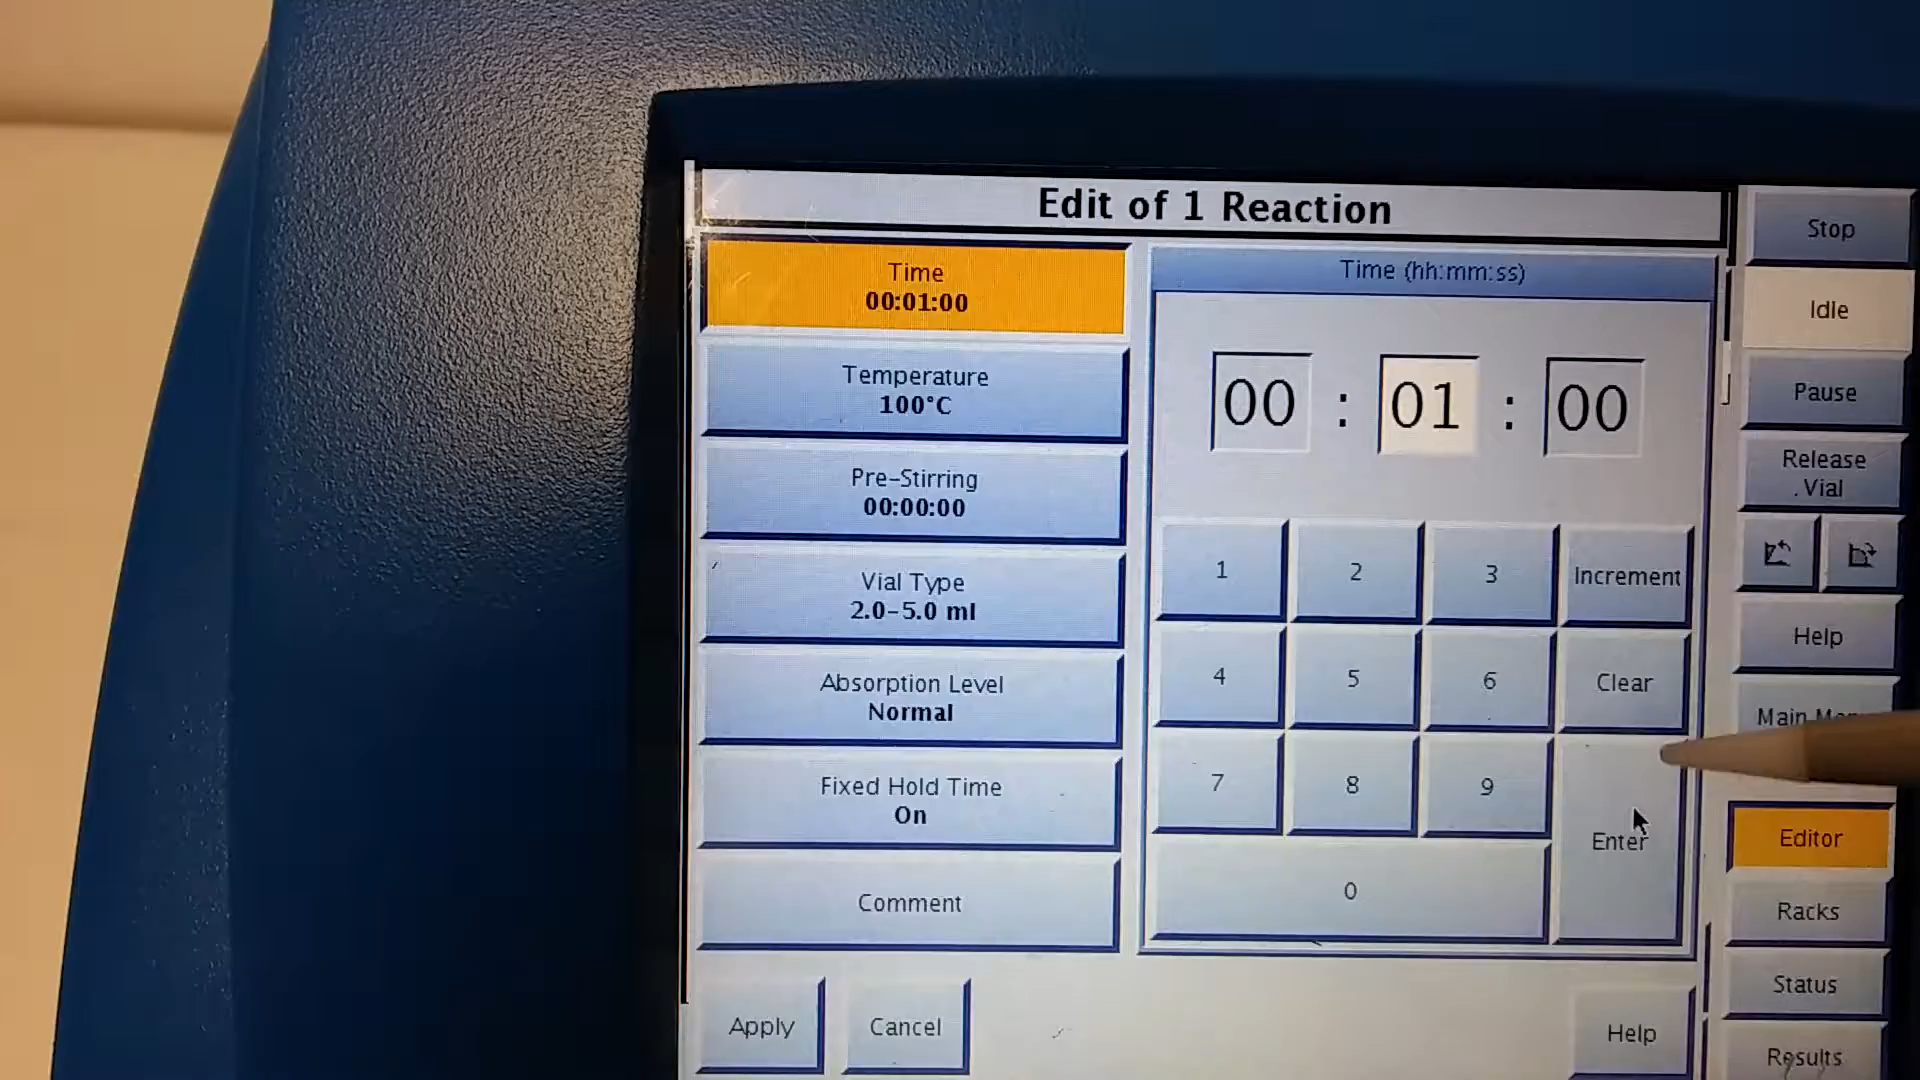 Edit of 1 Reaction
Time
00:01:00
Temperature
100°C
Pre-Stirring
00:00:00
Vial Type
2.0-5.0 ml
Absorption Level
Normal
Fixed Hold Time
On
Comment
Apply
Cancel
Time (hh:mm:ss)
00 : 01 : 00
1 2 3 Increment
4 5 6 Clear
7 8 9
Enter
0
Help
Stop
Idle
Pause
Release
Vial
Help
Main
Editor
Racks
Status
Results